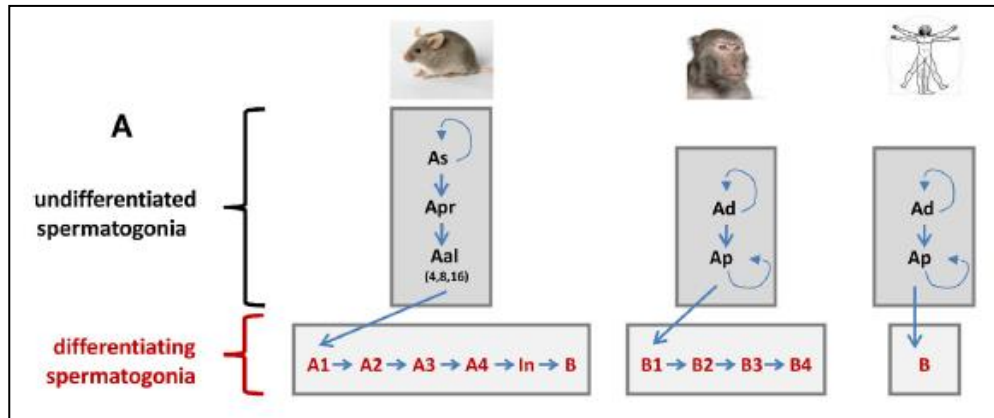 A
undifferentiated
spermatogonia
As
Apr
Aal
(4,8,16)
Ad
Ap
Ad
Ap
differentiating
spermatogonia
A1 → A2 → A3 → A4 → In → B
B1 → B2 → B3 → B4
B